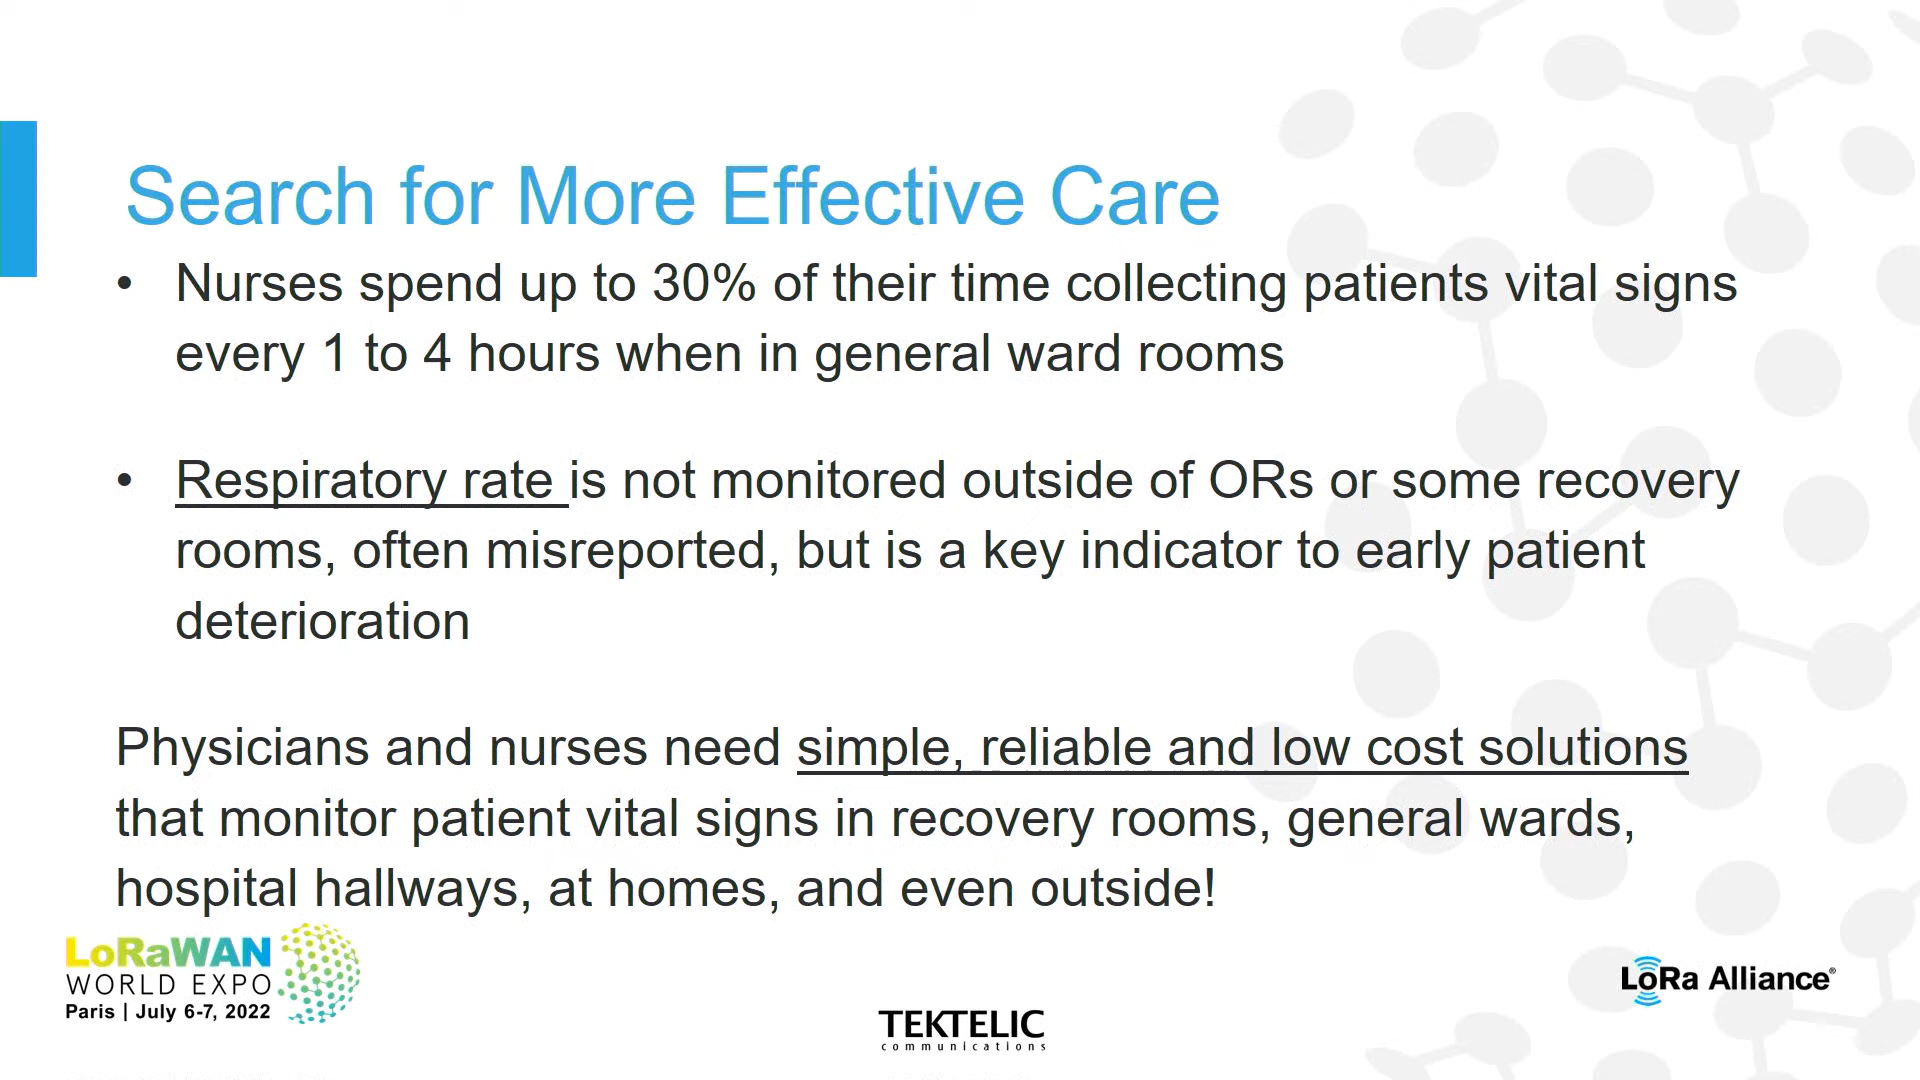 Search for More Effective Care
• Nurses spend up to 30% of their time collecting patients vital signs
every 1 to 4 hours when in general ward rooms
• Respiratory rate is not monitored outside of ORs or some recovery
rooms, often misreported, but is a key indicator to early patient
deterioration
Physicians and nurses need simple, reliable and low cost solutions
that monitor patient vital signs in recovery rooms, general wards,
hospital hallways, at homes, and even outside!
LoRaWAN
WORLD EXPO
Paris | July 6-7, 2022
TEKTELIC
communications
LoRa Alliance®